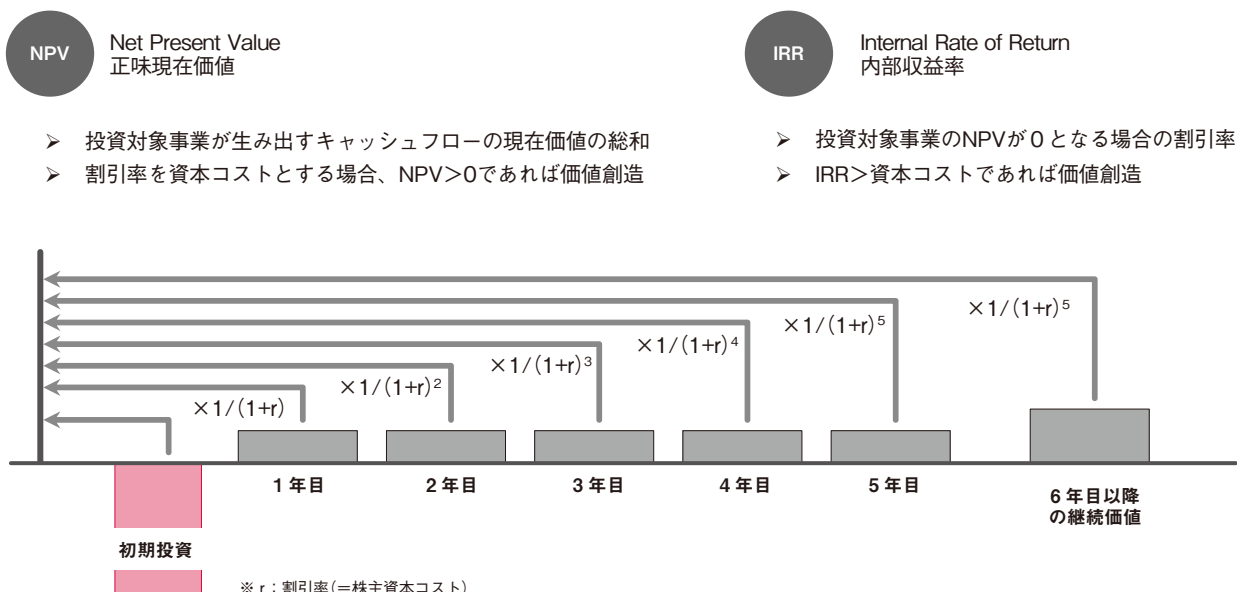 NPV
Net Present Value
正味現在価値
➢ 投資対象事業が生み出すキャッシュフローの現在価値の総和
➢ 割引率を資本コストとする場合、NPV>0であれば価値創造
IRR
Internal Rate of Return
内部収益率
➢ 投資対象事業のNPVが0となる場合の割引率
➢ IRR>資本コストであれば価値創造
×1/(1+r)
×1/(1+r)²
×1/(1+r)³
×1/(1+r)⁴
×1/(1+r)⁵
×1/(1+r)⁵
初期投資
1年目
2年目
3年目
4年目
5年目
6年目以降
の継続価値
※ r:割引率(=株主資本コスト)